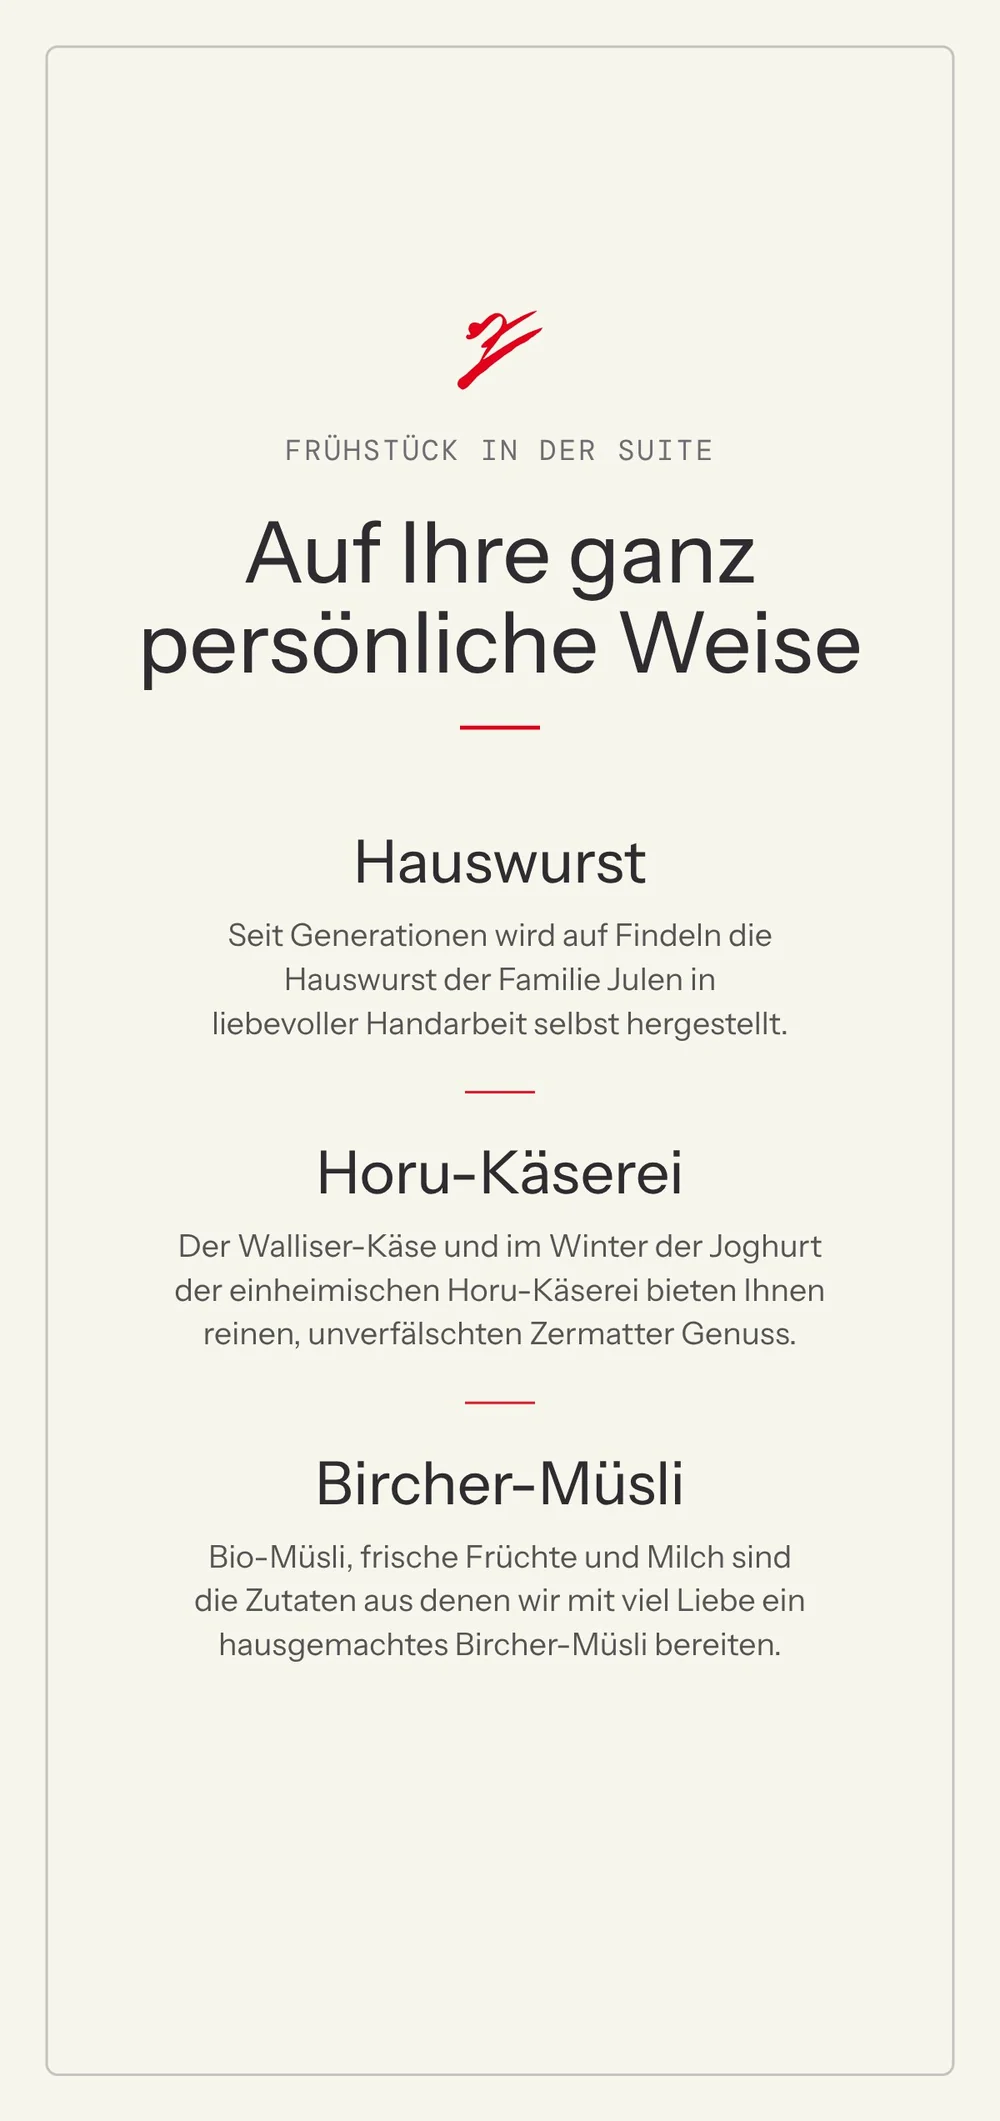 FRÜHSTÜCK IN DER SUITE
Auf Ihre ganz
persönliche Weise
Hauswurst
Seit Generationen wird auf Findeln die
Hauswurst der Familie Julen in
liebevoller Handarbeit selbst hergestellt.
Horu-Käserei
Der Walliser-Käse und im Winter der Joghurt
der einheimischen Horu-Käserei bieten Ihnen
reinen, unverfälschten Zermatter Genuss.
Bircher-Müsli
Bio-Müsli, frische Früchte und Milch sind
die Zutaten aus denen wir mit viel Liebe ein
hausgemachtes Bircher-Müsli bereiten.